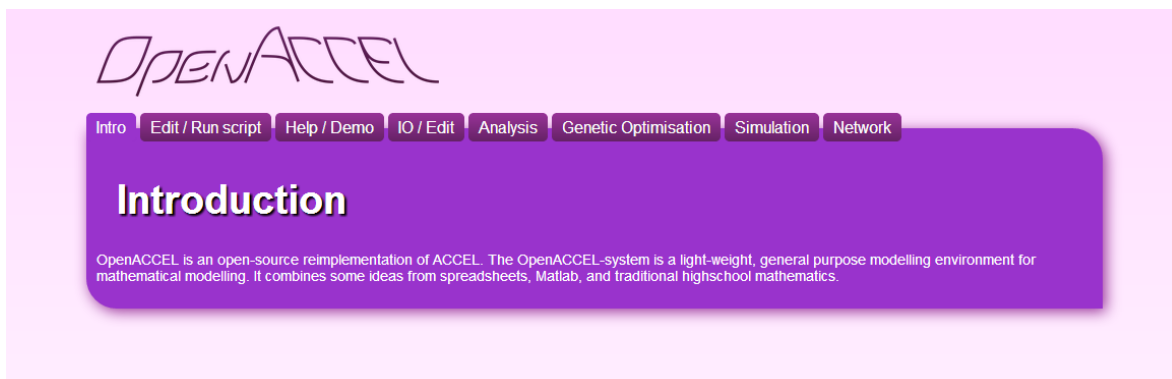 OpenACCEL
Intro Edit / Run script Help / Demo IO / Edit Analysis Genetic Optimisation Simulation Network
Introduction
OpenACCEL is an open-source reimplementation of ACCEL. The OpenACCEL-system is a light-weight, general purpose modelling environment for
mathematical modelling. It combines some ideas from spreadsheets, Matlab, and traditional highschool mathematics.